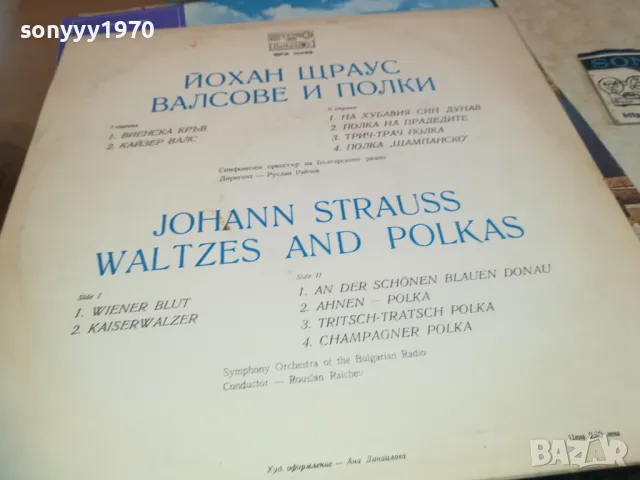 sonyyy1970
ЙОХАН ЩРАУС
ВАЛСОВЕ И ПОЛКИ
I страна
1. ВИЕНСКА КРЪВ
2. КАЙЗЕР ВАЛС
II страна
1. НА ХУБАВИЯ СИН ДУНАВ
2. ПОЛКА НА ПРАДЕДИТЕ
3. ТРИЧ-ТРАЧ ПОЛКА
4. ПОЛКА „ШАМПАНСКО“
Симфоничен оркестър на Българското радио
Диригент — Руслан Райчев
JOHANN STRAUSS
WALTZES AND POLKAS
Side I
1. WIENER BLUT
2. KAISERWALZER
Side II
1. AN DER SCHÖNEN BLAUEN DONAU
2. AHNEN — POLKA
3. TRITSCH-TRATSCH POLKA
4. CHAMPAGNER POLKA
Symphony Orchestra of the Bulgarian Radio
Conductor — Rouslan Raichev
Цена
лева
Худ. оформление — Ана Данаилова
BAZAR.bg